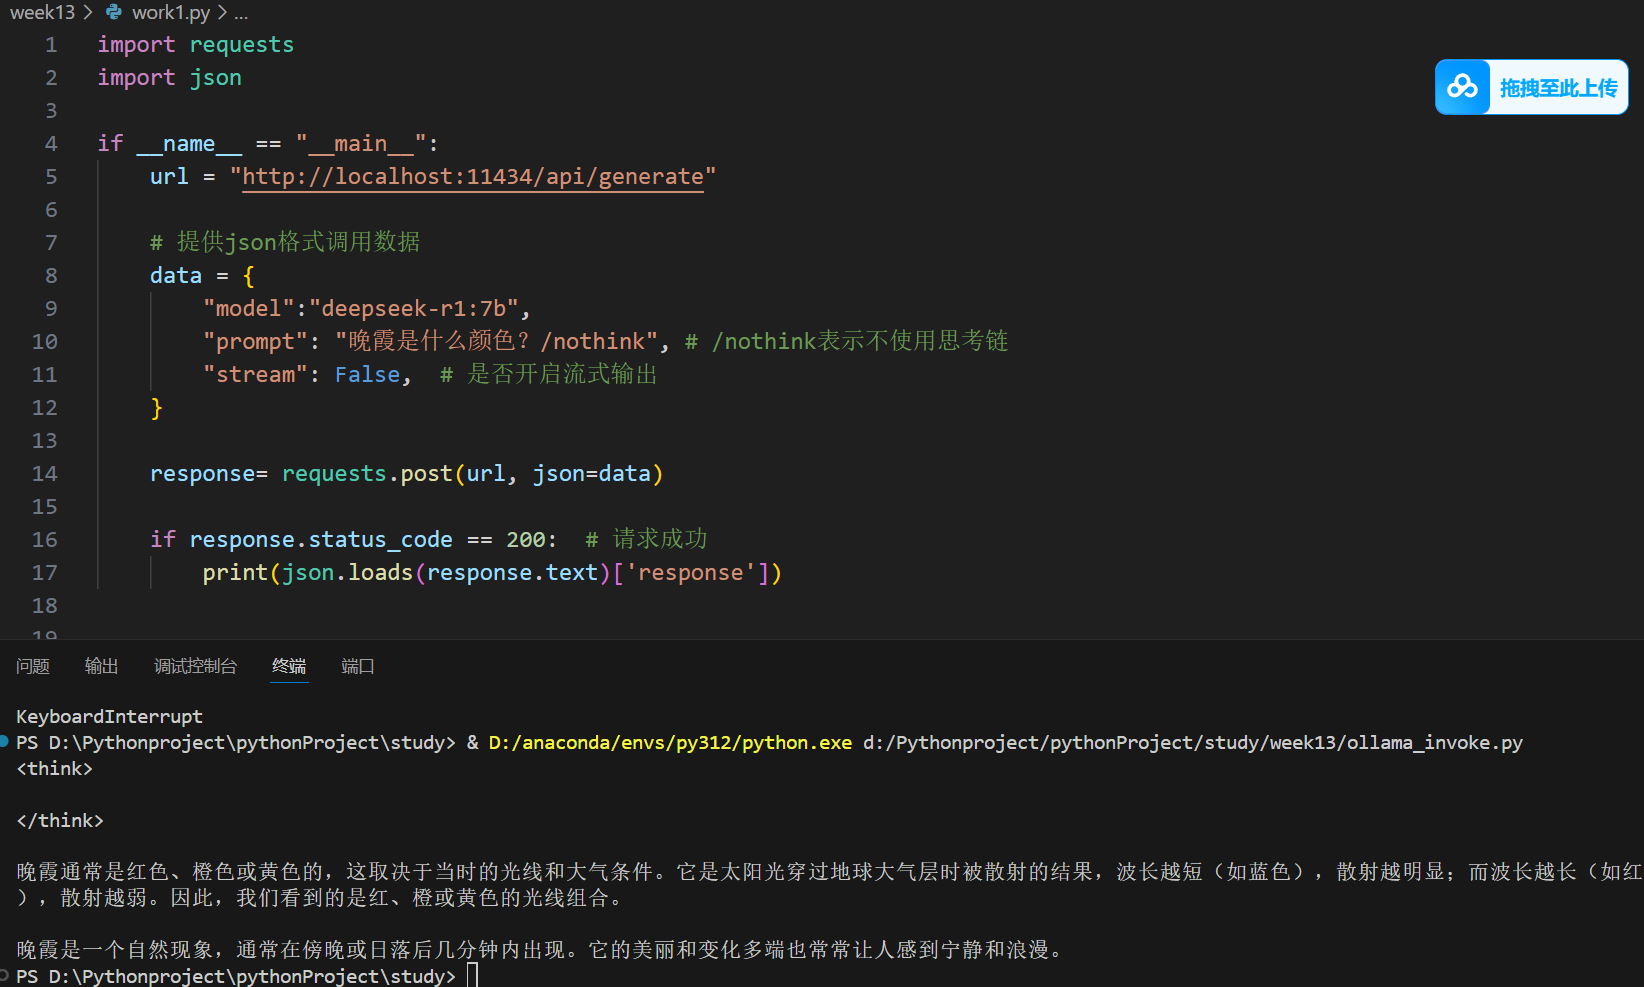 week13 > work1.py > ...
1 import requests
2 import json
3
4 if __name__ == "__main__":
5 url = "http://localhost:11434/api/generate"
6
7 # 提供json格式调用数据
8 data = {
9 "model":"deepseek-r1:7b",
10 "prompt": "晚霞是什么颜色？/nothink", # /nothink表示不使用思考链
11 "stream": False, # 是否开启流式输出
12 }
13
14 response= requests.post(url, json=data)
15
16 if response.status_code == 200: # 请求成功
17 print(json.loads(response.text)['response'])
18
19
拖拽至此上传
问题 输出 调试控制台 终端 端口
KeyboardInterrupt
PS D:\Pythonproject\pythonProject\study> & D:/anaconda/envs/py312/python.exe d:/Pythonproject/pythonProject/study/week13/ollama_invoke.py
<think>
</think>
晚霞通常是红色、橙色或黄色的，这取决于当时的光线和大气条件。它是太阳光穿过地球大气层时被散射的结果，波长越短（如蓝色），散射越明显；而波长越长（如红
），散射越弱。因此，我们看到的是红、橙或黄色的光线组合。
晚霞是一个自然现象，通常在傍晚或日落后几分钟内出现。它的美丽和变化多端也常常让人感到宁静和浪漫。
PS D:\Pythonproject\pythonProject\study>